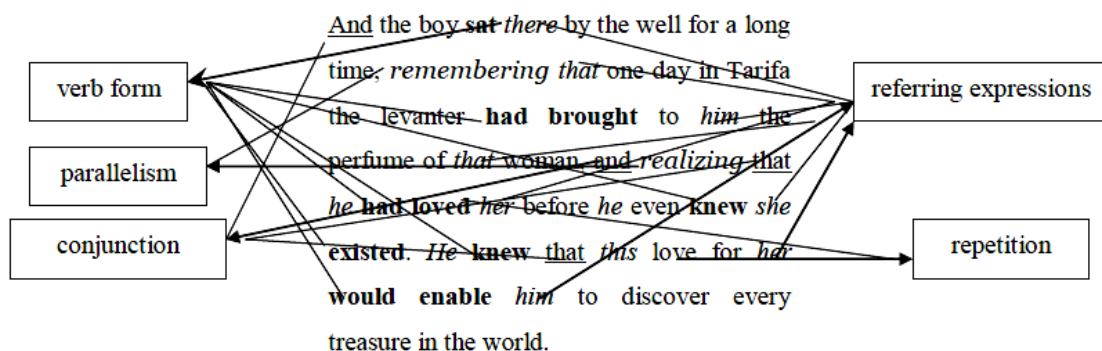 And the boy sat there by the well for a long
time, remembering that one day in Tarifa
the levanter had brought to him the
perfume of that woman, and realizing that
he had loved her before he even knew she
existed. He knew that this love for her
would enable him to discover every
treasure in the world.
verb form
parallelism
conjunction
referring expressions
repetition